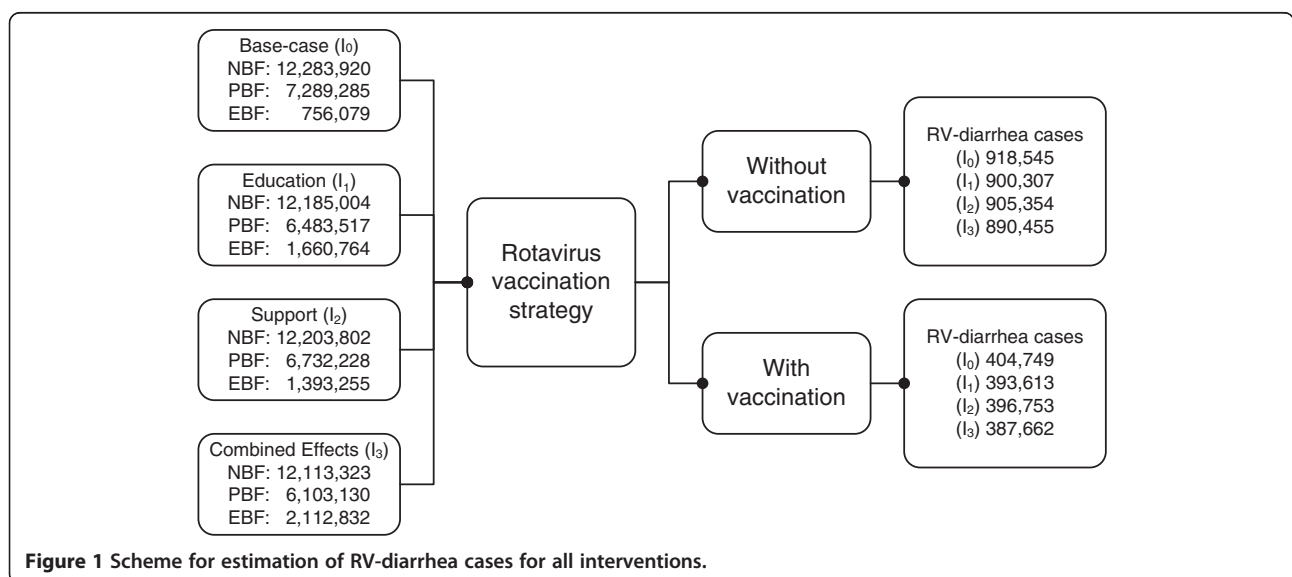 Base-case (I₀)
NBF: 12,283,920
PBF: 7,289,285
EBF: 756,079
Education (I₁)
NBF: 12,185,004
PBF: 6,483,517
EBF: 1,660,764
Support (I₂)
NBF: 12,203,802
PBF: 6,732,228
EBF: 1,393,255
Combined Effects (I₃)
NBF: 12,113,323
PBF: 6,103,130
EBF: 2,112,832
Rotavirus
vaccination
strategy
Without
vaccination
With
vaccination
RV-diarrhea cases
(I₀) 918,545
(I₁) 900,307
(I₂) 905,354
(I₃) 890,455
RV-diarrhea cases
(I₀) 404,749
(I₁) 393,613
(I₂) 396,753
(I₃) 387,662
Figure 1 Scheme for estimation of RV-diarrhea cases for all interventions.